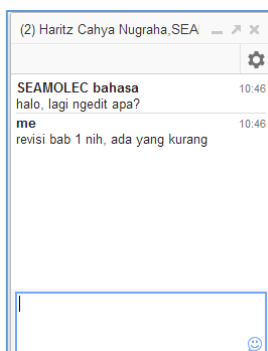 (2) Haritz Cahya Nugraha,SEA
SEAMOLEC bahasa 10:46
halo, lagi ngedit apa?
me 10:46
revisi bab 1 nih, ada yang kurang